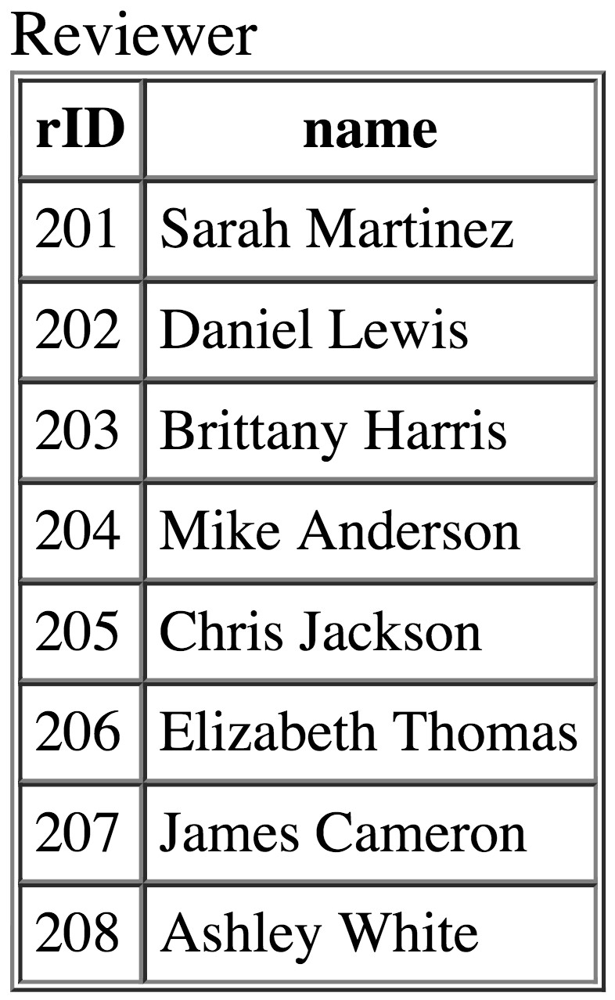 Reviewer
rID name
201 Sarah Martinez
202 Daniel Lewis
203 Brittany Harris
204 Mike Anderson
205 Chris Jackson
206 Elizabeth Thomas
207 James Cameron
208 Ashley White